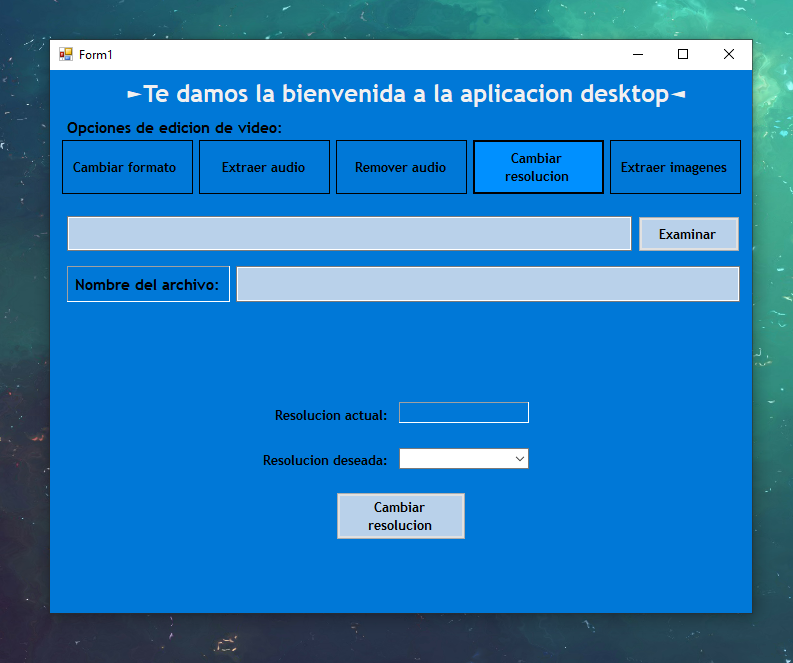 Form1
►Te damos la bienvenida a la aplicacion desktop◄
Opciones de edicion de video:
Cambiar formato
Extraer audio
Remover audio
Cambiar
resolucion
Extraer imagenes
Examinar
Nombre del archivo:
Resolucion actual:
Resolucion deseada:
Cambiar
resolucion